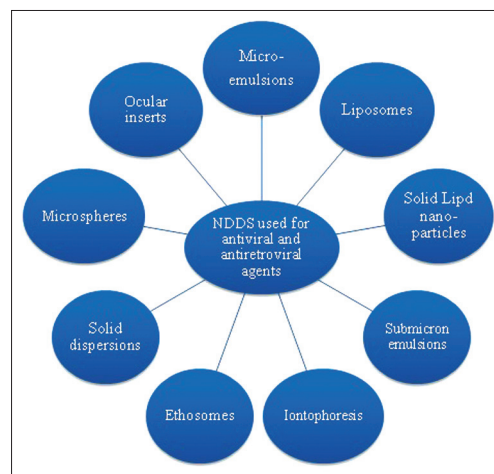 Micro-
emulsions
Liposomes
Solid Lipd
nano-
particles
Submicron
emulsions
Iontophoresis
Ethosomes
Solid
dispersions
Microspheres
Ocular
inserts
NDDS used for
antiviral and
antiretroviral
agents